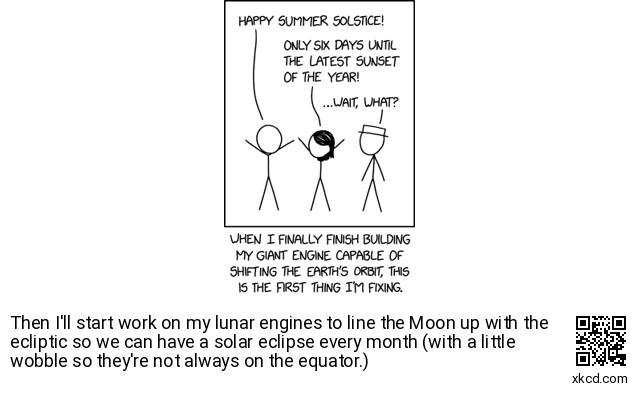 HAPPY SUMMER SOLSTICE!
ONLY SIX DAYS UNTIL
THE LATEST SUNSET
OF THE YEAR!
...WAIT, WHAT?
WHEN I FINALLY FINISH BUILDING
MY GIANT ENGINE CAPABLE OF
SHIFTING THE EARTH'S ORBIT, THIS
IS THE FIRST THING I'M FIXING.
Then I'll start work on my lunar engines to line the Moon up with the
ecliptic so we can have a solar eclipse every month (with a little
wobble so they're not always on the equator.)
xkcd.com